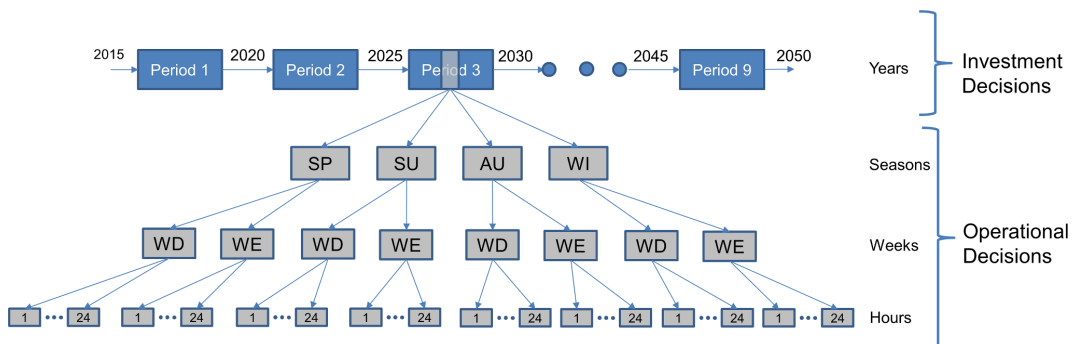 2015 Period 1 2020 Period 2 2025 Period 3 2030 2045 Period 9 2050
Years
Investment
Decisions
SP SU AU WI
Seasons
WD WE WD WE WD WE WD WE
Weeks
Operational
Decisions
1 24 1 24 1 24 1 24 1 24 1 24 1 24 1 24
Hours